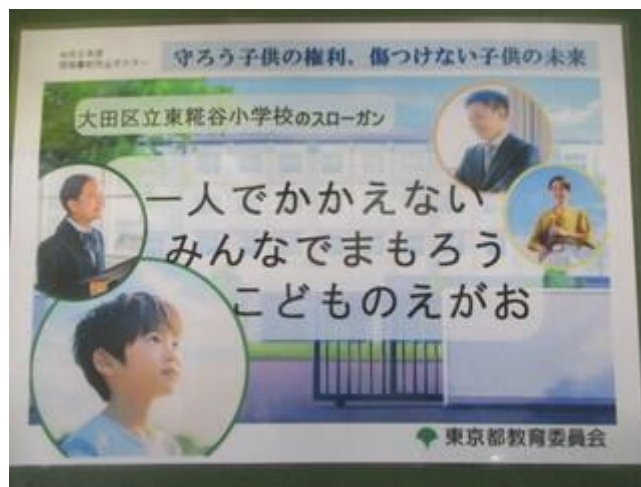 守ろう子供の権利、傷つけない子供の未来
大田区立東糀谷小学校のスローガン
一人でかかえない
みんなでまもろう
こどものえがお
東京都教育委員会